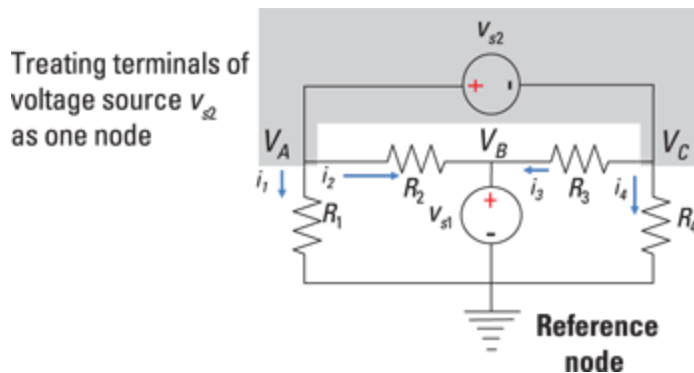 V_s2
Treating terminals of
voltage source v_s2
as one node
+ -
V_A V_B V_C
i_1 i_2 R_2 i_3 R_3 i_4
R_1 + v_s1 - R_4
Reference
node